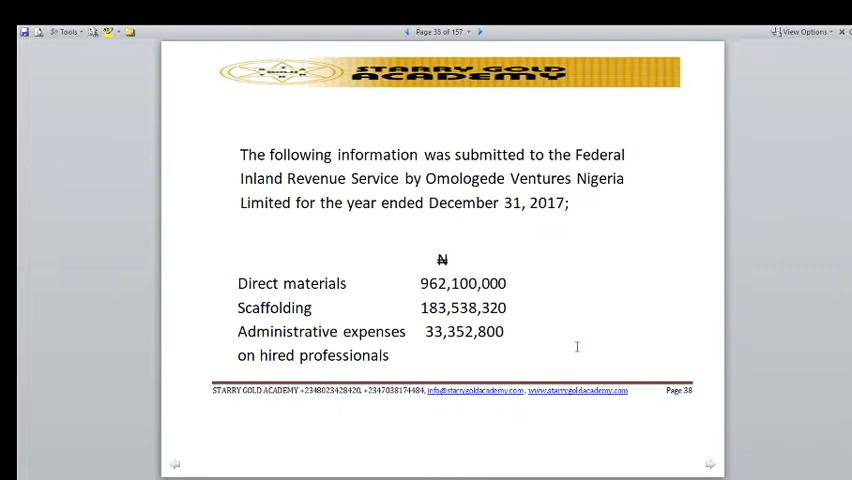 Tools
Page 38 of 157
View Options
STARRY GOLD
ACADEMY
The following information was submitted to the Federal
Inland Revenue Service by Omologede Ventures Nigeria
Limited for the year ended December 31, 2017;
₦
Direct materials 962,100,000
Scaffolding 183,538,320
Administrative expenses 33,352,800
on hired professionals
STARRY GOLD ACADEMY +2348023428420, +2347038174484, info@starrygoldacademy.com, www.starrygoldacademy.com Page 38